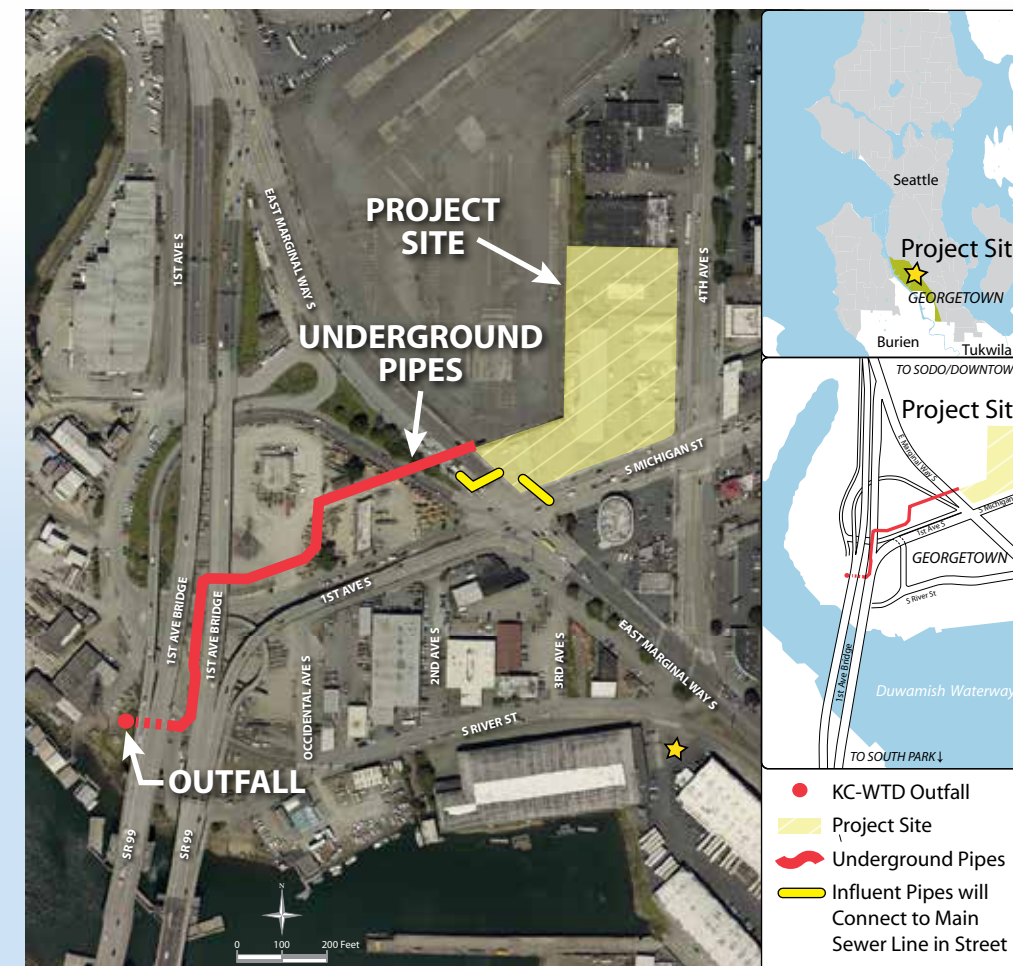 PROJECT
SITE
UNDERGROUND
PIPES
OUTFALL
1ST AVE S
EAST MARGINAL WAY S
4TH AVE S
S MICHIGAN ST
1ST AVE S
1ST AVE BRIDGE
1ST AVE BRIDGE
OCCIDENTAL AVE S
2ND AVE S
3RD AVE S
EAST MARGINAL WAY S
S RIVER ST
SR 99
SR 99
N
0 100 200 Feet
Seattle
Project Sit
GEORGETOWN
Burien
Tukwila
TO SODO/DOWNTOW
Project Sit
E Marginal Way S
S Michigan
1st Ave S
GEORGETOWN
S River St
1st Ave Bridge
Duwamish Waterway
TO SOUTH PARK↓
KC-WTD Outfall
Project Site
Underground Pipes
Influent Pipes will
Connect to Main
Sewer Line in Street